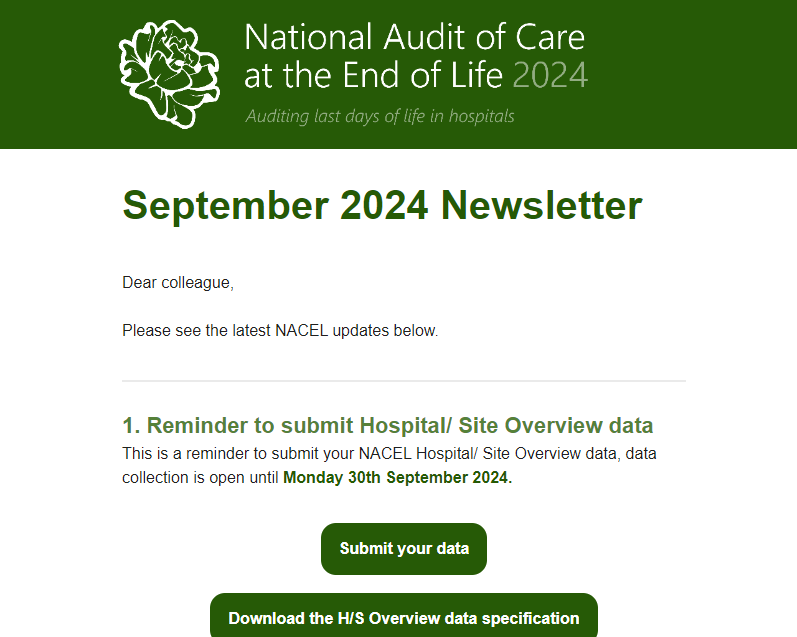 National Audit of Care
at the End of Life 2024
Auditing last days of life in hospitals
September 2024 Newsletter
Dear colleague,
Please see the latest NACEL updates below.
1. Reminder to submit Hospital/ Site Overview data
This is a reminder to submit your NACEL Hospital/ Site Overview data, data
collection is open until Monday 30th September 2024.
Submit your data
Download the H/S Overview data specification